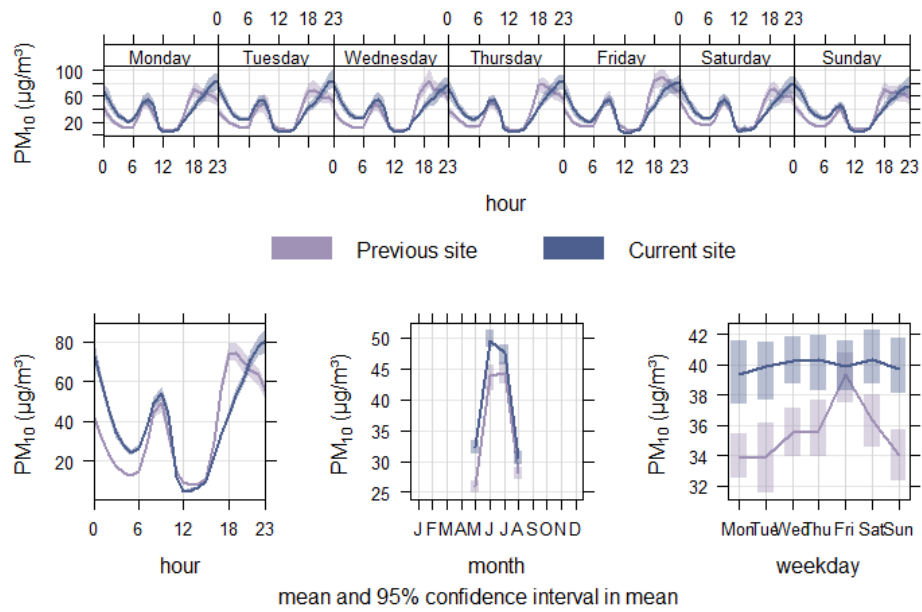 0 6 12 18 23 0 6 12 18 23 0 6 12 18 23
Monday Tuesday Wednesday Thursday Friday Saturday Sunday
PM10 (µg/m³)
100
60
20
0 6 12 18 23 0 6 12 18 23 0 6 12 18 23 0 6 12 18 23
hour
Previous site Current site
PM10 (µg/m³)
80
60
40
20
0 6 12 18 23
hour
PM10 (µg/m³)
50
45
40
35
30
25
J F M A M J J A S O N D
month
PM10 (µg/m³)
42
40
38
36
34
32
Mon Tue Wed Thu Fri Sat Sun
weekday
mean and 95% confidence interval in mean